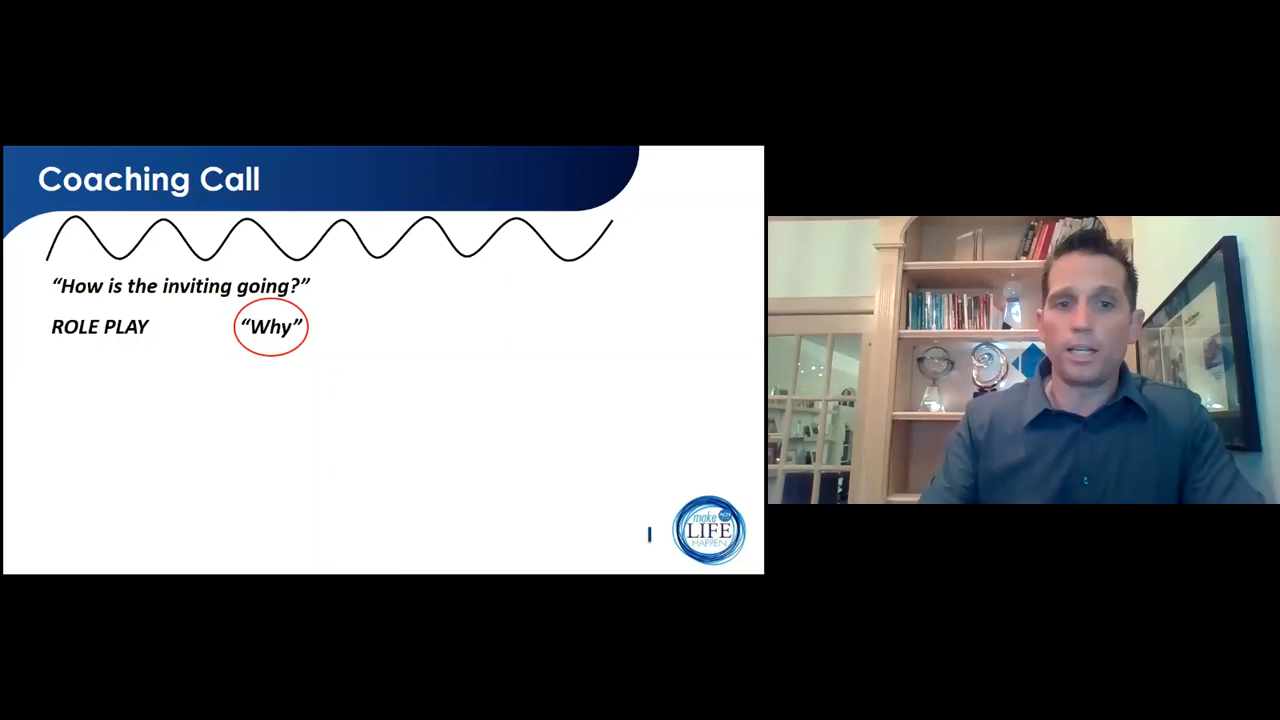 Coaching Call
“How is the inviting going?”
ROLE PLAY “Why”
make
LIFE
HAPPEN